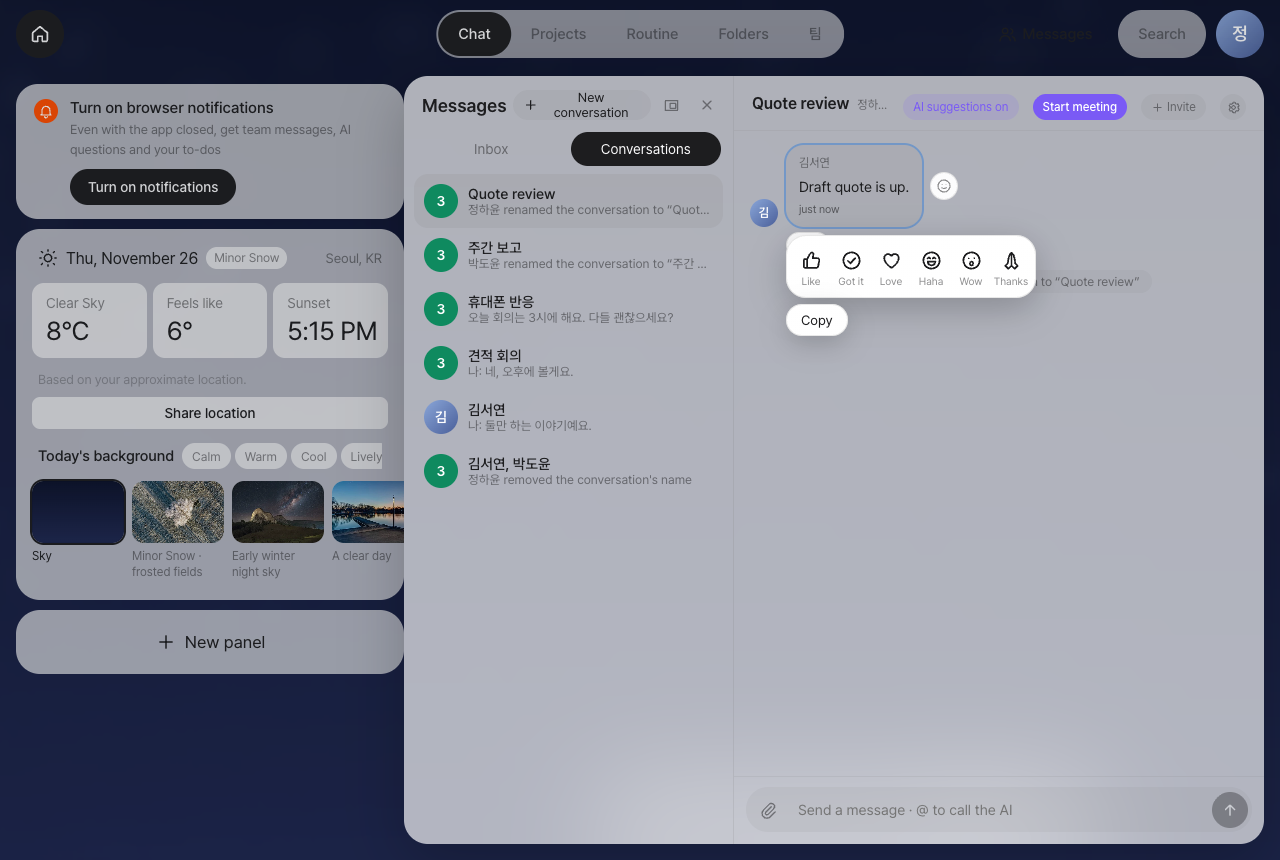 Chat
Projects
Routine
Folders
팀
Messages
Search
정
Turn on browser notifications
Even with the app closed, get team messages, AI
questions and your to-dos
Turn on notifications
Thu, November 26
Minor Snow
Seoul, KR
Clear Sky
8°C
Feels like
6°
Sunset
5:15 PM
Based on your approximate location.
Share location
Today's background
Calm
Warm
Cool
Lively
Sky
Minor Snow ·
frosted fields
Early winter
night sky
A clear day
New panel
Messages
New
conversation
Inbox
Conversations
3
Quote review
정하윤 renamed the conversation to “Quot...
3
주간 보고
박도윤 renamed the conversation to “주간 ...
3
휴대폰 반응
오늘 회의는 3시에 해요. 다들 괜찮으세요?
3
견적 회의
나: 네, 오후에 볼게요.
김
김서연
나: 둘만 하는 이야기예요.
3
김서연, 박도윤
정하윤 removed the conversation's name
Quote review
정하...
AI suggestions on
Start meeting
Invite
김서연
Draft quote is up.
just now
김
Like
Got it
Love
Haha
Wow
Thanks
to “Quote review”
Copy
Send a message · @ to call the AI